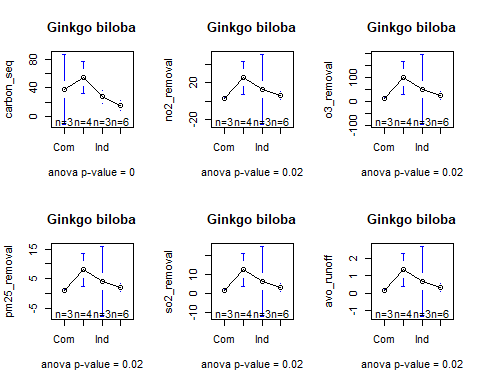 Ginkgo biloba
carbon_seq
0 40 80
n=3 n=4 n=3 n=6
Com Ind
anova p-value = 0
Ginkgo biloba
no2_removal
-20 20
n=3 n=4 n=3 n=6
Com Ind
anova p-value = 0.02
Ginkgo biloba
o3_removal
-100 0 100
n=3 n=4 n=3 n=6
Com Ind
anova p-value = 0.02
Ginkgo biloba
pm25_removal
-5 5 15
n=3 n=4 n=3 n=6
Com Ind
anova p-value = 0.02
Ginkgo biloba
so2_removal
-10 0 10
n=3 n=4 n=3 n=6
Com Ind
anova p-value = 0.02
Ginkgo biloba
avo_runoff
-1 0 1 2
n=3 n=4 n=3 n=6
Com Ind
anova p-value = 0.02